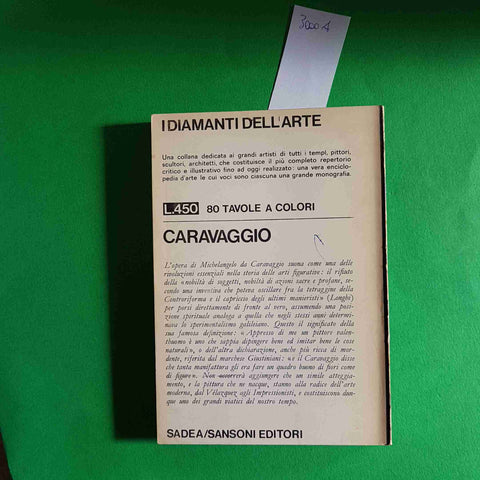 3000 A
I DIAMANTI DELL'ARTE
Una collana dedicata ai grandi artisti di tutti i tempi, pittori,
scultori, architetti, che costituisce il più completo repertorio
critico e illustrativo fino ad oggi realizzato: una vera enciclo-
pedia d'arte le cui voci sono ciascuna una grande monografia.
L.450 80 TAVOLE A COLORI
CARAVAGGIO
L'opera di Michelangelo da Caravaggio suona come una delle
rivoluzioni essenziali nella storia delle arti figurative: il rifiuto
della «nobiltà di soggetti, nobiltà di azioni sacre e profane, se-
condo una inventiva che poteva oscillare fra la tetraggine della
Controriforma e il capriccio degli ultimi manieristi» (Longhi)
per porsi direttamente di fronte al vero, assumendo una posi-
zione spirituale analoga a quella che negli stessi anni determi-
nava lo sperimentalismo galileiano. Questo il significato della
sua famosa definizione: «Appresso di me un pittore valen-
thuomo è uno che sappia dipingere bene ed imitar bene le cose
naturali», o dell'altra dichiarazione, anche più ricca di mor-
dente, riferita dal marchese Giustiniani: «e il Caravaggio disse
che tanta manifattura gli era fare un quadro buono di fiori come
di figure». Non occorrerà aggiungere che un simile atteggia-
mento, e la pittura che ne nacque, stanno alla radice dell'arte
moderna, dal Velázquez agli Impressionisti, e costituiscono dun-
que uno dei grandi viatici del nostro tempo.
SADEA/SANSONI EDITORI